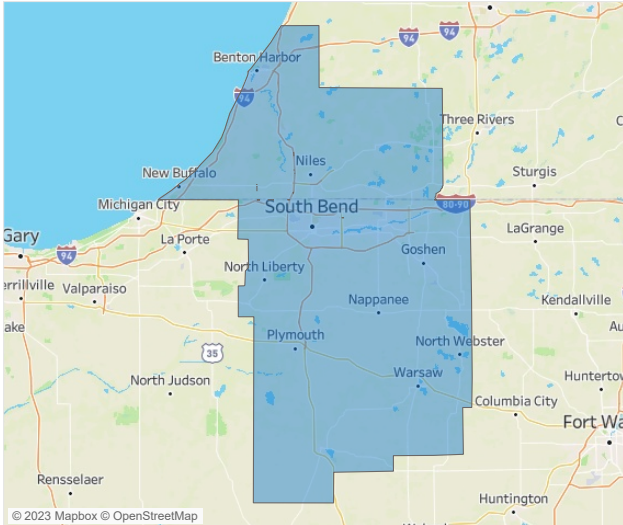 94
94
Benton Harbor
94
Three Rivers
Niles
New Buffalo
Sturgis
Michigan City
South Bend
80-90
LaGrange
Gary
La Porte
Goshen
94
North Liberty
errillville
Valparaiso
Nappanee
Kendallville
ake
Au
Plymouth
North Webster
35
Warsaw
North Judson
Huntertow
Columbia City
Fort Wa
Rensselaer
Huntington
© 2023 Mapbox © OpenStreetMap